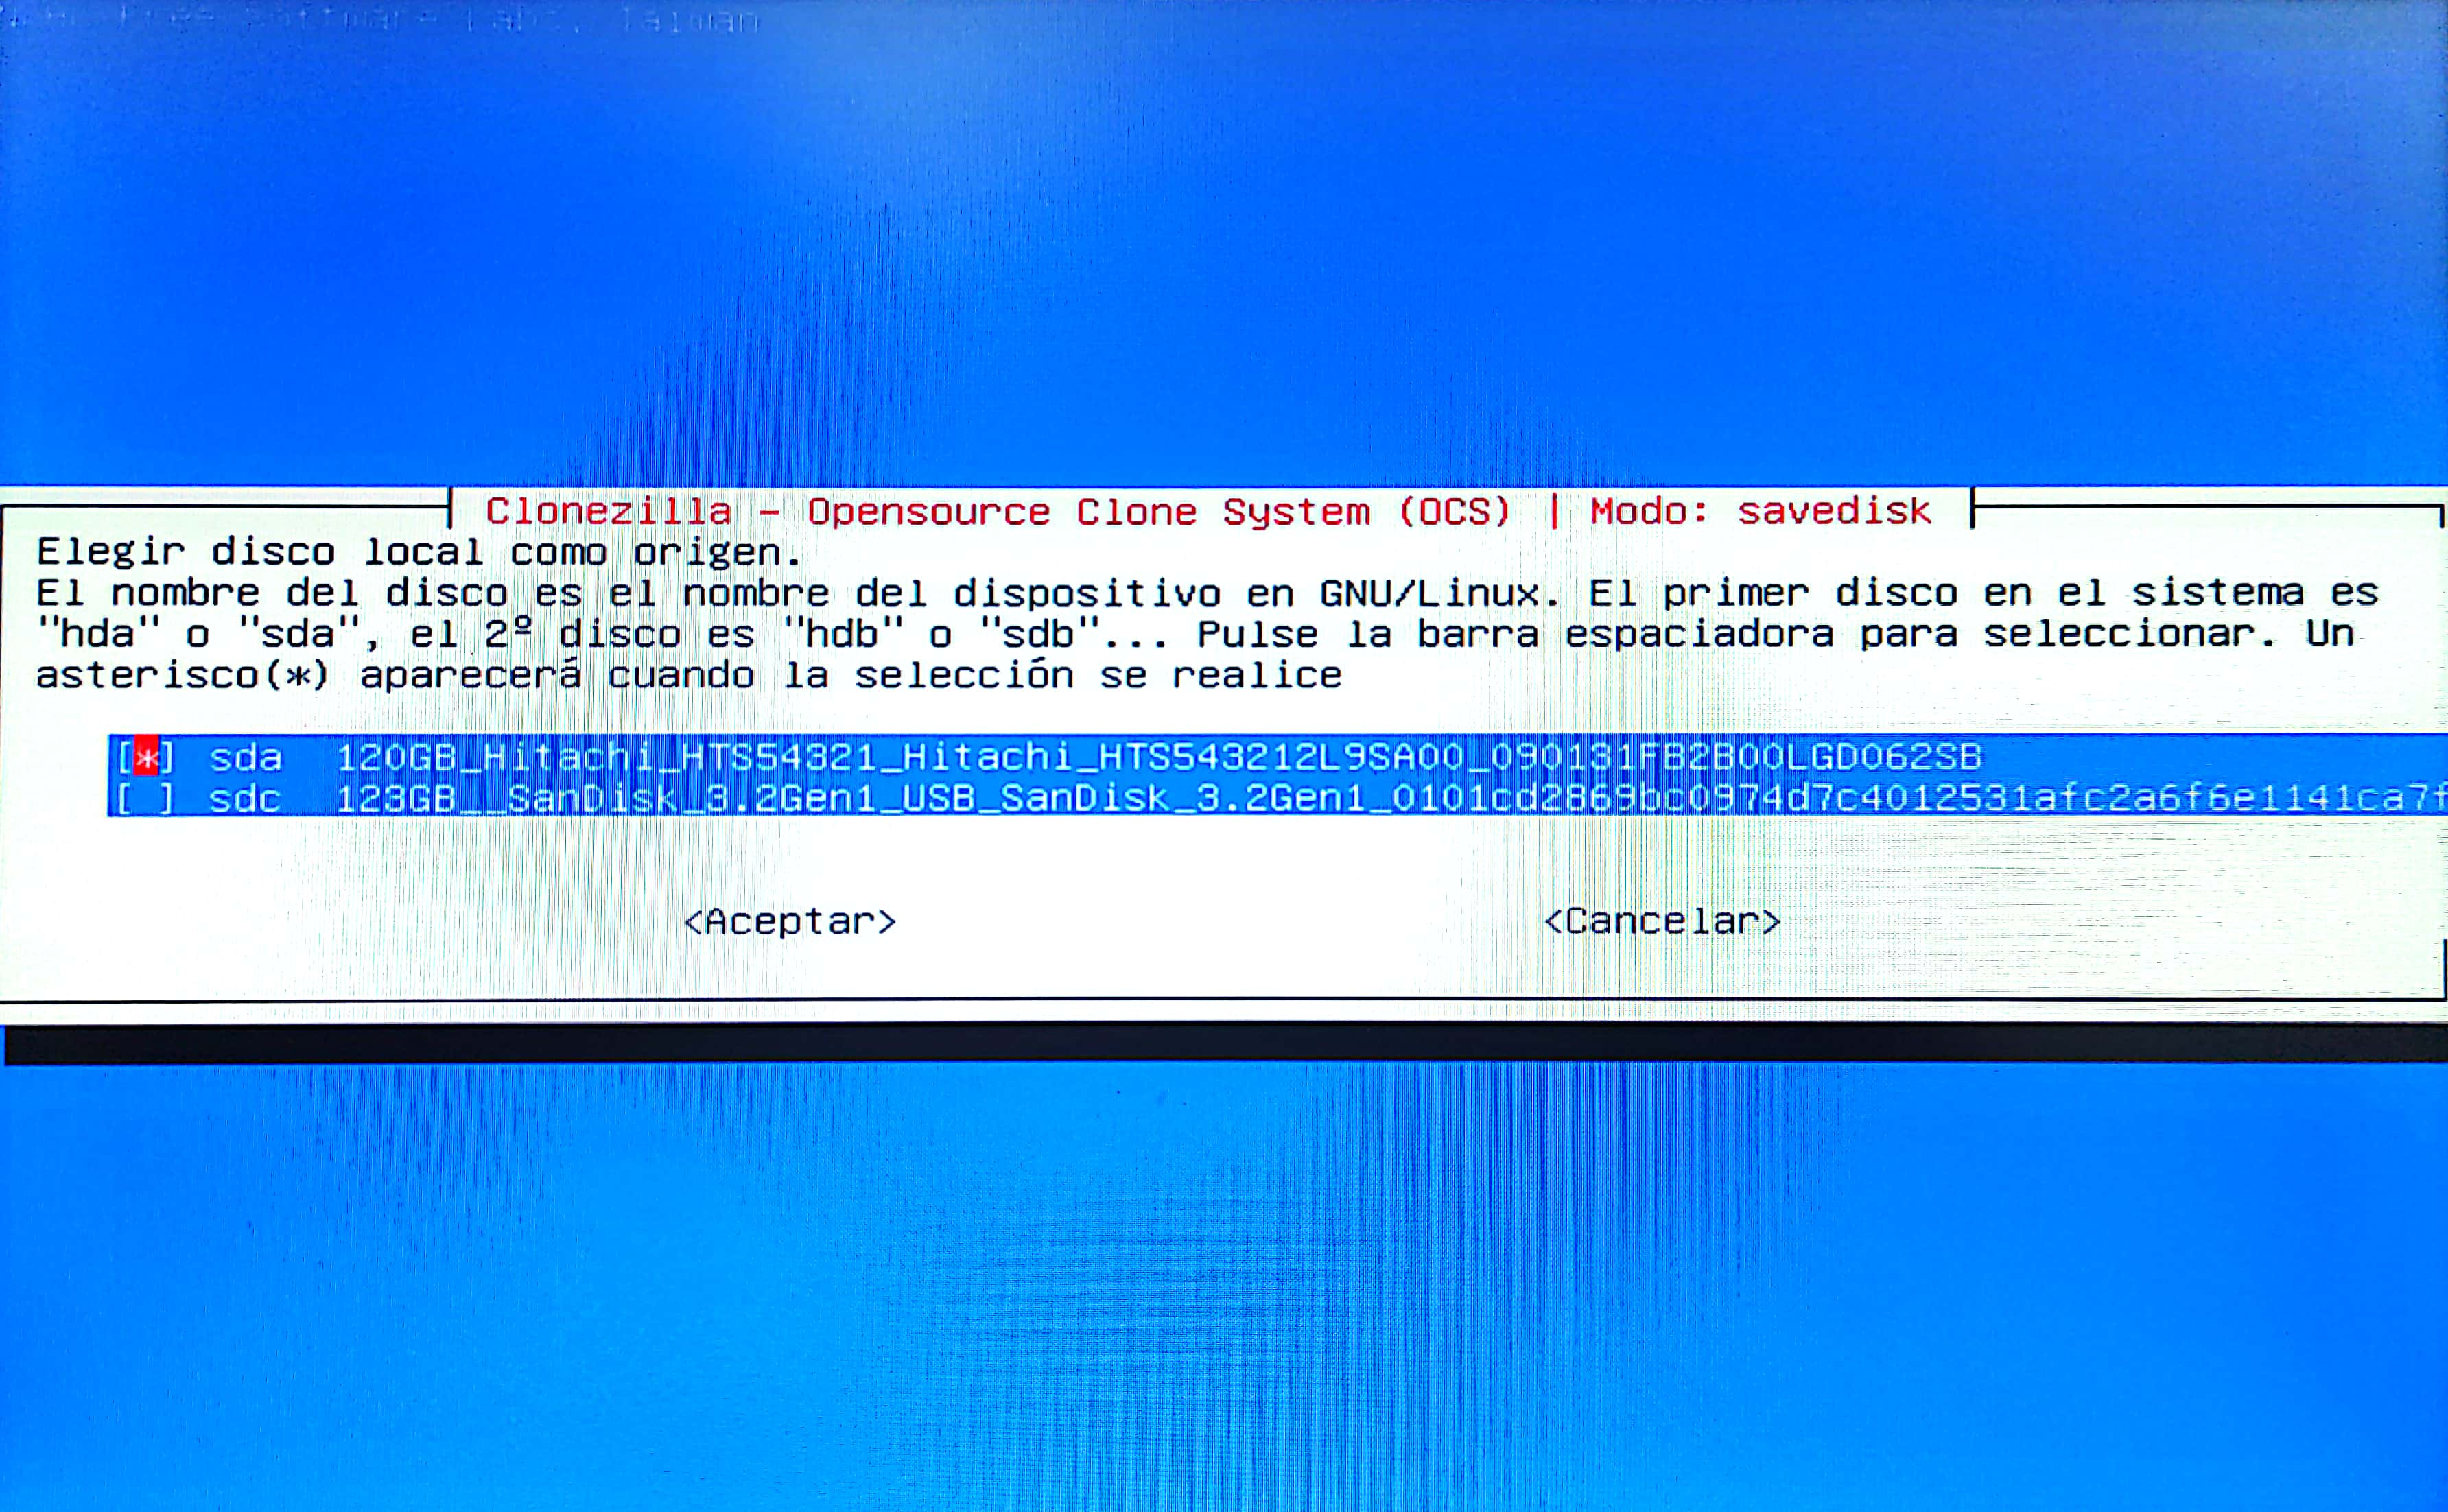 Free Software Labs, Taiwan
Clonezilla - Opensource Clone System (OCS) | Modo: savedisk
Elegir disco local como origen.
El nombre del disco es el nombre del dispositivo en GNU/Linux. El primer disco en el sistema es
"hda" o "sda", el 2º disco es "hdb" o "sdb"... Pulse la barra espaciadora para seleccionar. Un
asterisco(*) aparecerá cuando la selección se realice
[*] sda 120GB_Hitachi_HTS54321_Hitachi_HTS543212L9SA00_090131FB2B00LGD062SB
[ ] sdc 123GB__SanDisk_3.2Gen1_USB_SanDisk_3.2Gen1_0101cd2869bc0974d7c4012531afc2a6f6e1141ca7f
<Aceptar> <Cancelar>